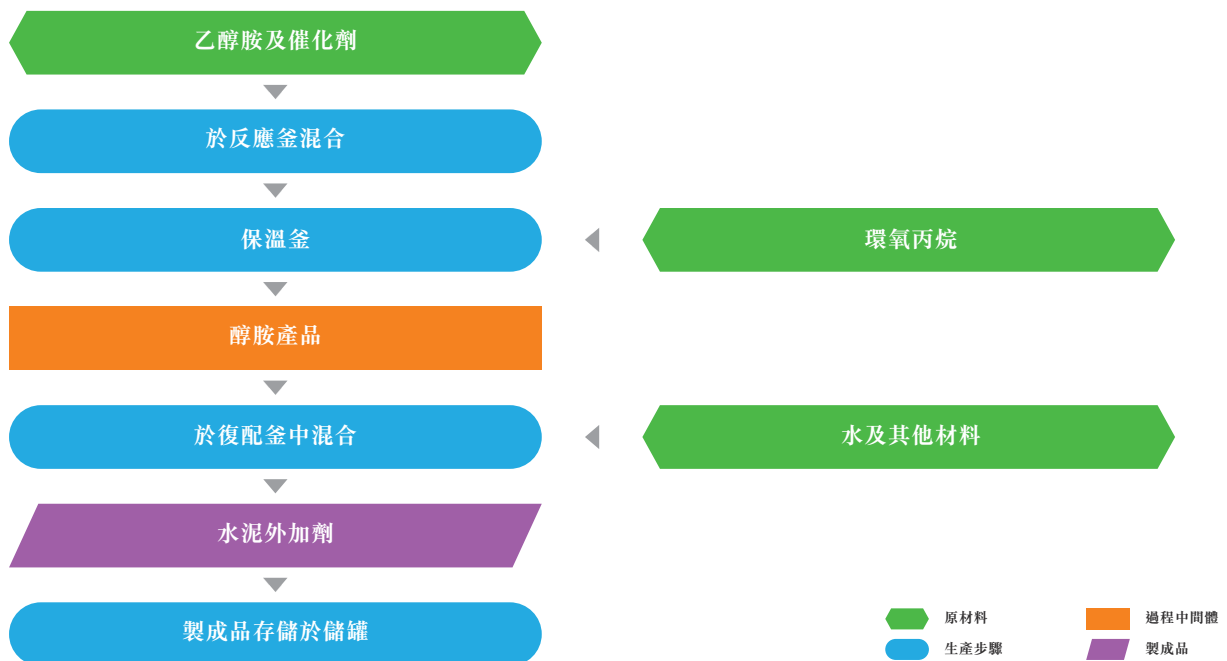 乙醇胺及催化劑
於反應釜混合
保溫釜
環氧丙烷
醇胺產品
於復配釜中混合
水及其他材料
水泥外加劑
製成品存儲於儲罐
原材料
過程中間體
生產步驟
製成品